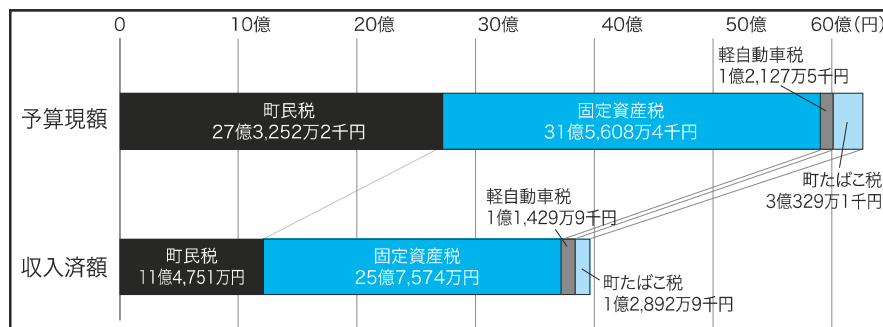 0 10億 20億 30億 40億 50億 60億(円)
軽自動車税
1億2,127万5千円
予算現額
町民税
27億3,252万2千円
固定資産税
31億5,608万4千円
町たばこ税
3億329万1千円
軽自動車税
1億1,429万9千円
収入済額
町民税
11億4,751万円
固定資産税
25億7,574万円
町たばこ税
1億2,892万9千円